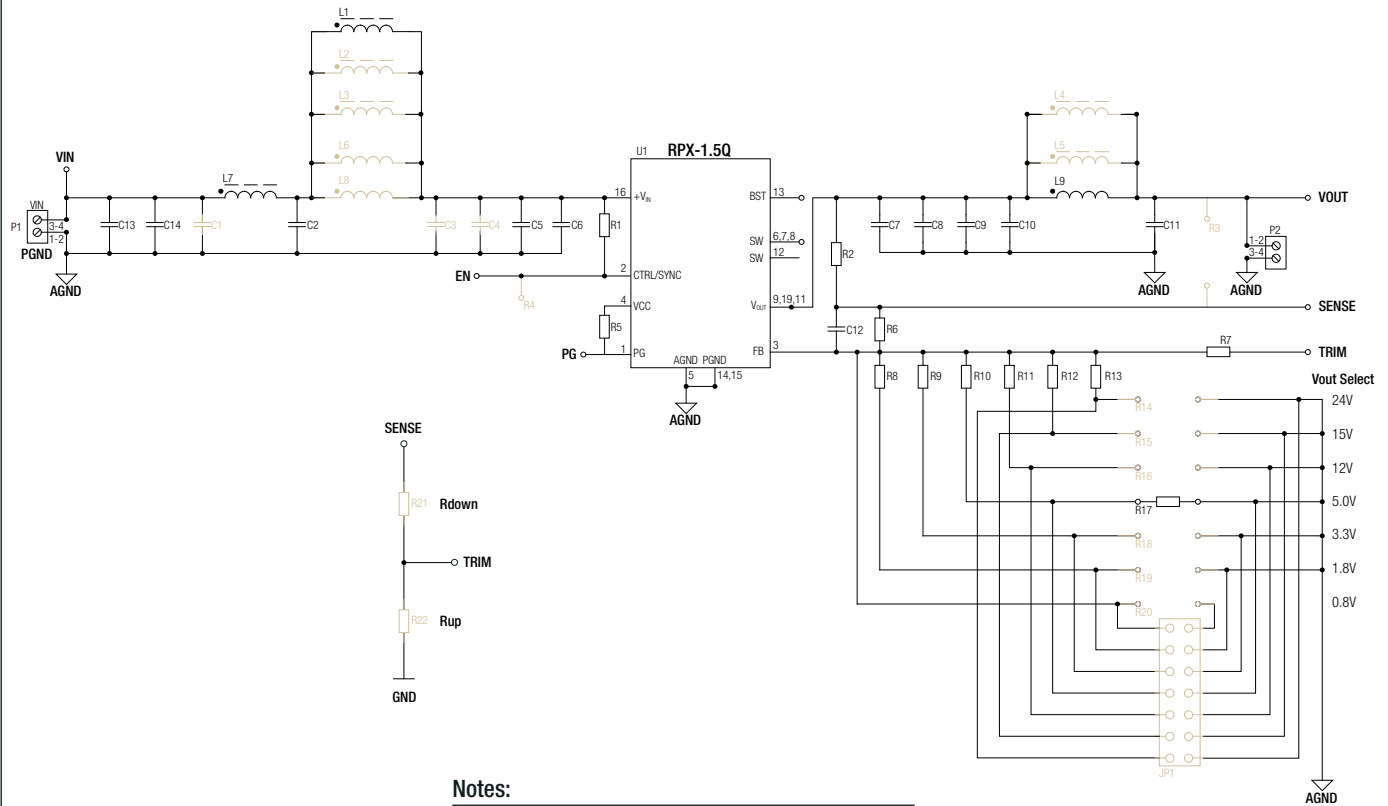 L1
L2
L3
L6
L8
L7
VIN
VIN
P1
3-4
1-2
PGND
AGND
C13
C14
C1
C2
C3
C4
C5
C6
R1
EN
R4
R5
PG
U1
RPX-1.5Q
16
+VIN
2
CTRL/SYNC
4
VCC
1
PG
BST
13
SW
6,7,8
SW
12
VOUT
9,19,11
FB
3
AGND
PGND
5
14,15
AGND
L4
L5
L9
R2
C7
C8
C9
C10
C11
R3
P2
1-2
3-4
VOUT
AGND
AGND
SENSE
C12
R6
R7
TRIM
R8
R9
R10
R11
R12
R13
Vout Select
R14
24V
R15
15V
R16
12V
R17
5.0V
R18
3.3V
R19
1.8V
R20
0.8V
JP1
AGND
SENSE
R21
Rdown
TRIM
R22
Rup
GND
Notes: